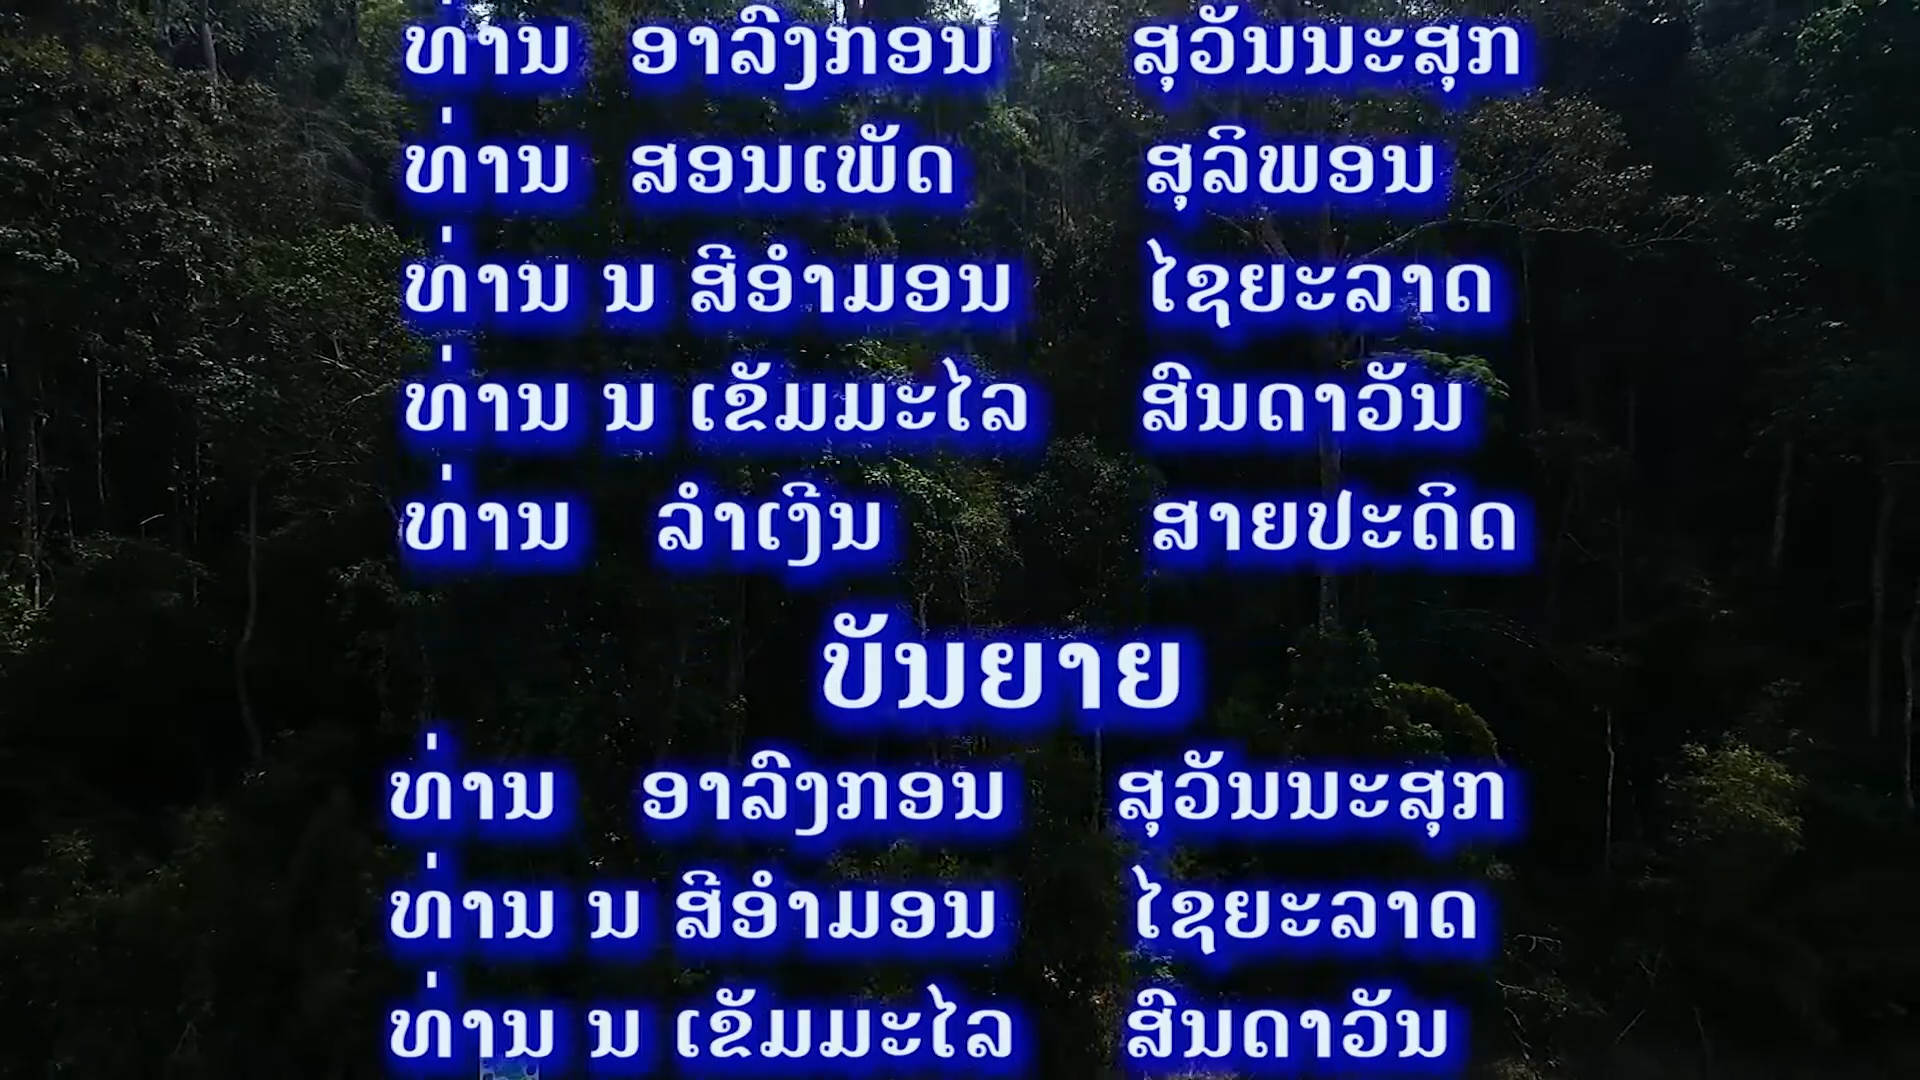 ທ່ານ ອາລົງກອນ ສຸວັນນະສຸກ
ທ່ານ ສອນເພັດ ສຸລິພອນ
ທ່ານ ນ ສີອຳມອນ ໄຊຍະລາດ
ທ່ານ ນ ເຂັມມະໄລ ສົນດາວັນ
ທ່ານ ລຳເງິນ ສາຍປະດິດ
ບັນຍາຍ
ທ່ານ ອາລົງກອນ ສຸວັນນະສຸກ
ທ່ານ ນ ສີອຳມອນ ໄຊຍະລາດ
ທ່ານ ນ ເຂັມມະໄລ ສົນດາວັນ